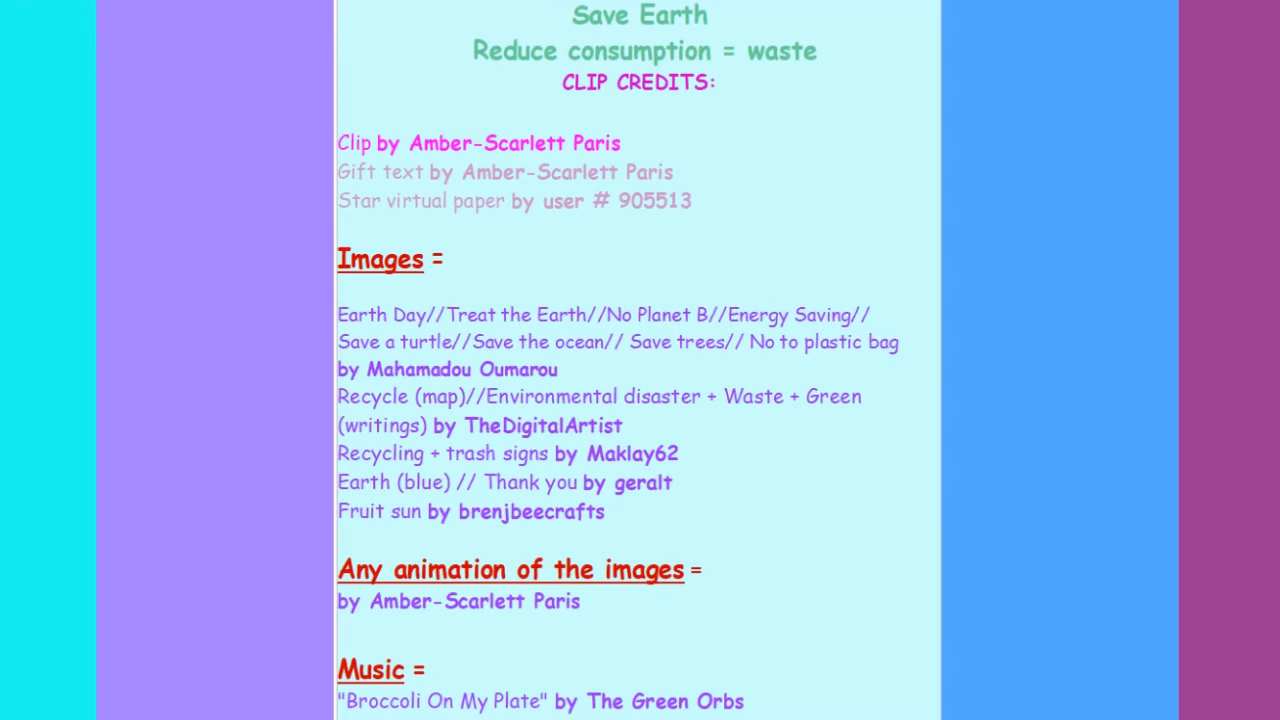 Save Earth
Reduce consumption = waste
CLIP CREDITS:
Clip by Amber-Scarlett Paris
Gift text by Amber-Scarlett Paris
Star virtual paper by user # 905513
Images =
Earth Day//Treat the Earth//No Planet B//Energy Saving//
Save a turtle//Save the ocean// Save trees// No to plastic bag
by Mahamadou Oumarou
Recycle (map)//Environmental disaster + Waste + Green
(writings) by TheDigitalArtist
Recycling + trash signs by Maklay62
Earth (blue) // Thank you by geralt
Fruit sun by brenjbeecrafts
Any animation of the images =
by Amber-Scarlett Paris
Music =
"Broccoli On My Plate" by The Green Orbs